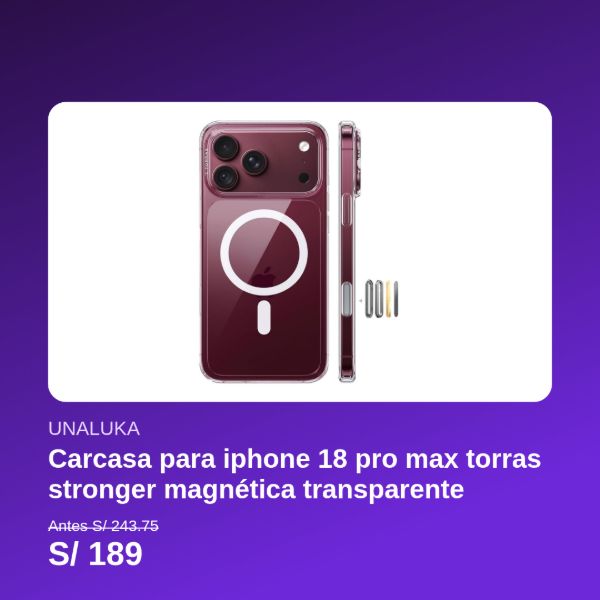 UNALUKA
Carcasa para iphone 18 pro max torras
stronger magnética transparente
Antes S/ 243.75
S/ 189